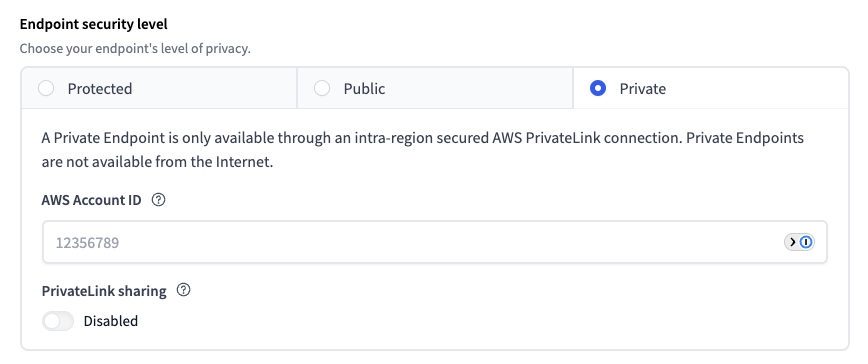 Endpoint security level
Choose your endpoint's level of privacy.
Protected
Public
Private
A Private Endpoint is only available through an intra-region secured AWS PrivateLink connection. Private Endpoints
are not available from the Internet.
AWS Account ID
12356789
PrivateLink sharing
Disabled